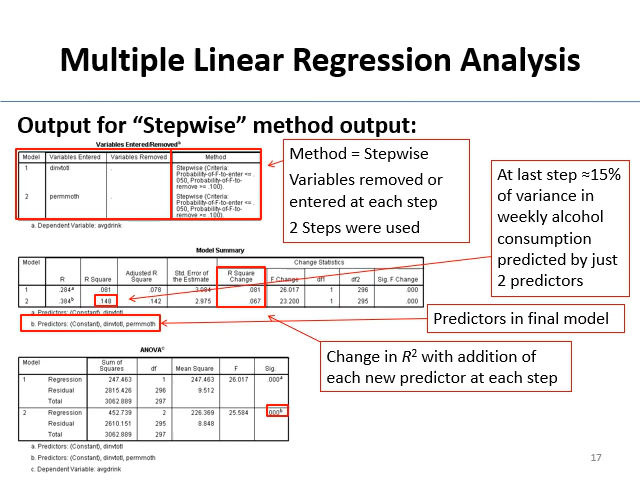 Multiple Linear Regression Analysis
Output for “Stepwise” method output:
Variables Entered/Removedᵃ
Model Variables Entered Variables Removed Method
1 dinvtotl . Stepwise (Criteria:
Probability-of-F-to-enter <= .
050, Probability-of-F-to-
remove >= .100).
2 permmoth . Stepwise (Criteria:
Probability-of-F-to-enter <= .
050, Probability-of-F-to-
remove >= .100).
a. Dependent Variable: avgdrink
Method = Stepwise
Variables removed or
entered at each step
2 Steps were used
At last step ≈15%
of variance in
weekly alcohol
consumption
predicted by just
2 predictors
Model Summary
Model Change Statistics
R R Square Adjusted R Square Std. Error of the Estimate R Square Change F Change df1 df2 Sig. F Change
1 .284ᵃ .081 .078 3.084 .081 26.017 1 296 .000
2 .384ᵇ .148 .142 2.975 .067 23.200 1 295 .000
a. Predictors: (Constant), dinvtotl
b. Predictors: (Constant), dinvtotl, permmoth
Predictors in final model
Change in R² with addition of
each new predictor at each step
ANOVAᶜ
Model Sum of Squares df Mean Square F Sig.
1 Regression 247.463 1 247.463 26.017 .000ᵃ
Residual 2815.426 296 9.512
Total 3062.889 297
2 Regression 452.739 2 226.369 25.584 .000ᵇ
Residual 2610.151 295 8.848
Total 3062.889 297
a. Predictors: (Constant), dinvtotl
b. Predictors: (Constant), dinvtotl, permmoth
c. Dependent Variable: avgdrink
17